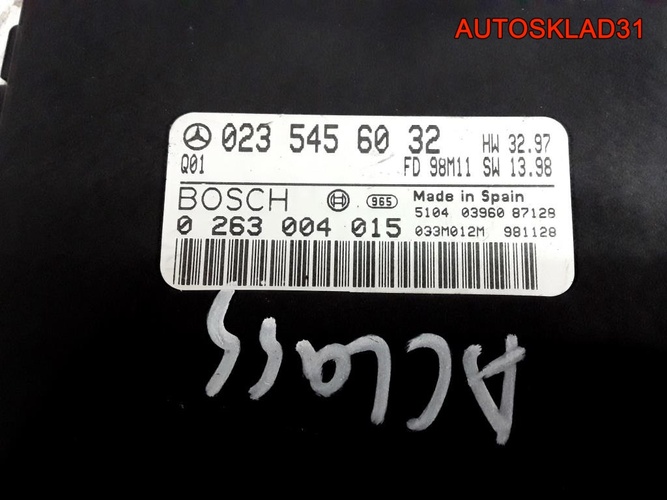 AUTOSKLAD31
023 545 60 32 HW 32.97
Q01 FD 98M11 SW 13.98
BOSCH 965 Made in Spain
5104 03960 87128
0 263 004 015 033M012M 981128
A CLASS